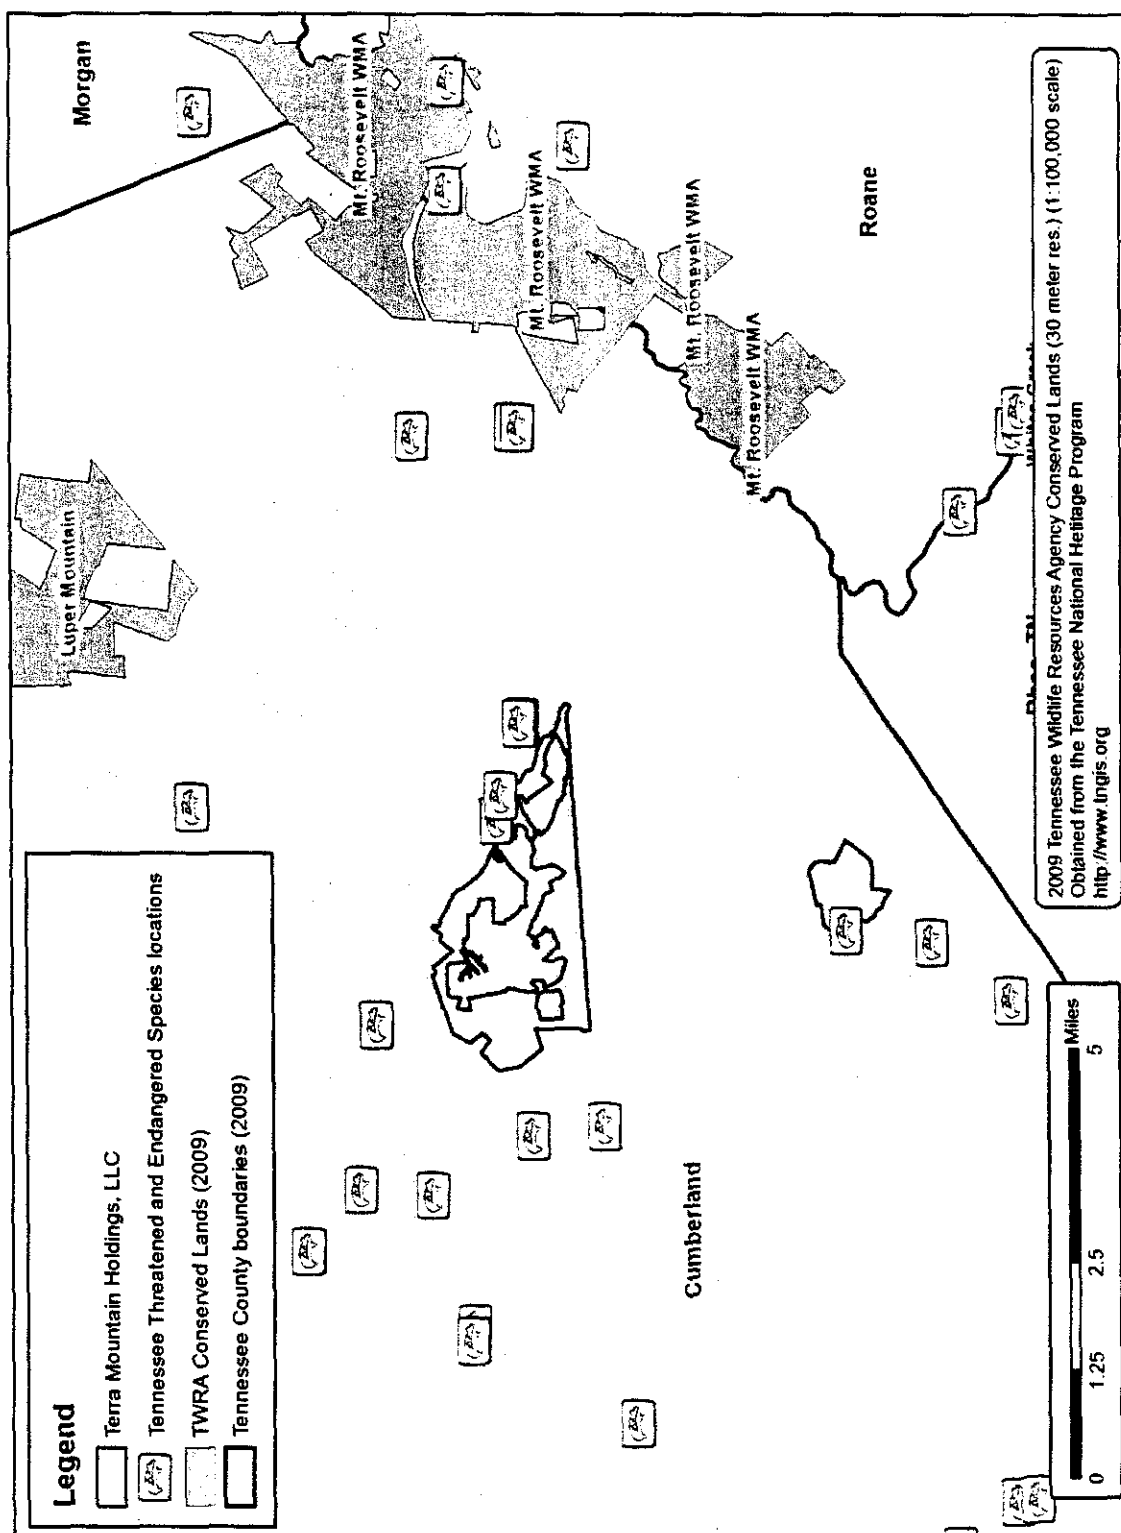 Legend
Terra Mountain Holdings, LLC
Tennessee Threatened and Endangered Species locations
TWRA Conserved Lands (2009)
Tennessee County boundaries (2009)
Luper Mountain
Morgan
Mt. Roosevelt WMA
Mt. Roosevelt WMA
Mt. Roosevelt WMA
Mt. Roosevelt WMA
Roane
Cumberland
0 1.25 2.5 5
Miles
2009 Tennessee Wildlife Resources Agency Conserved Lands (30 meter res.) (1:100,000 scale)
Obtained from the Tennessee National Heritage Program
http://www.tngis.org